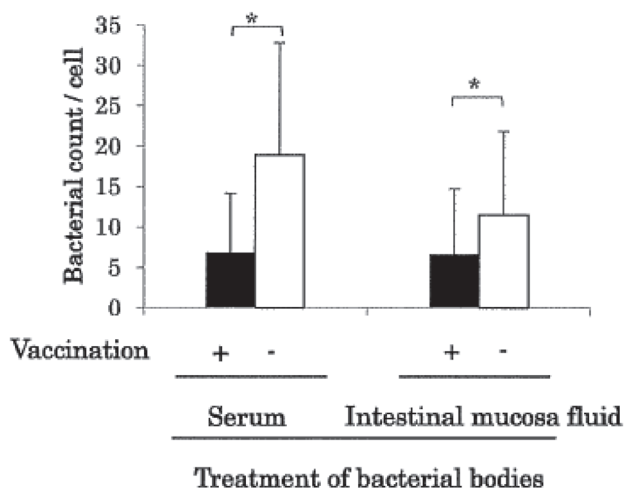 35
30
25
20
15
10
5
0
Bacterial count / cell
*
*
Vaccination + - + -
Serum Intestinal mucosa fluid
Treatment of bacterial bodies